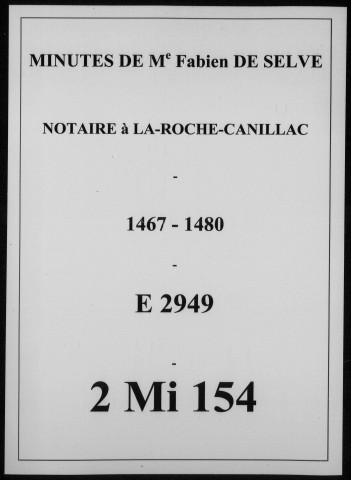 MINUTES DE Me Fabien DE SELVE
NOTAIRE à LA-ROCHE-CANILLAC
-
1467 - 1480
-
E 2949
-
2 Mi 154